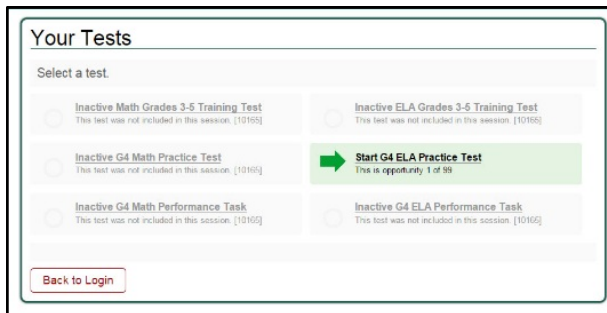 Your Tests
Select a test.
Inactive Math Grades 3-5 Training Test
This test was not included in this session. [10165]
Inactive ELA Grades 3-5 Training Test
This test was not included in this session. [10165]
Inactive G4 Math Practice Test
This test was not included in this session. [10165]
Start G4 ELA Practice Test
This is opportunity 1 of 99
Inactive G4 Math Performance Task
This test was not included in this session. [10165]
Inactive G4 ELA Performance Task
This test was not included in this session. [10165]
Back to Login